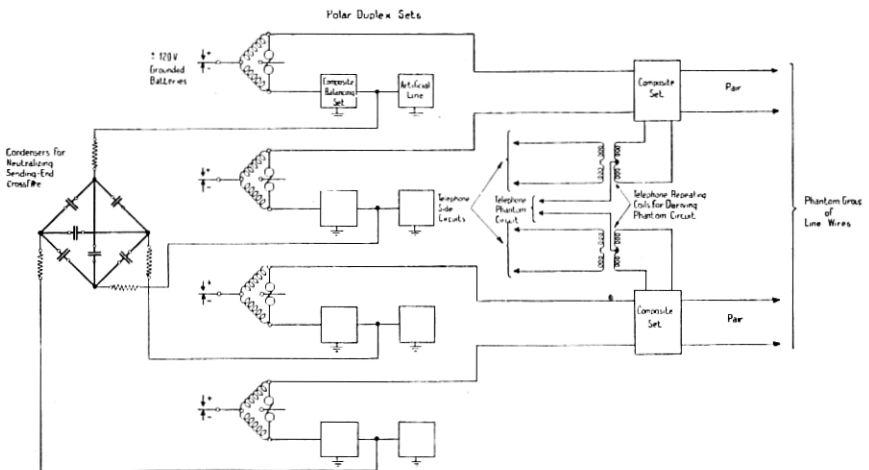 Polar Duplex Sets
± 120V
Grounded
Batteries
+
−
Composite
Balancing
Set
Artificial
Line
Composite
Set
Pair
Condensers for
Neutralizing
Sending-End
Crossfire
+
−
Telephone
Side
Circuits
Telephone
Phantom
Circuit
Telephone Repeating
Coils for Deriving
Phantom Circuit
Phantom Group
of
Line Wires
+
−
Composite
Set
Pair
+
−